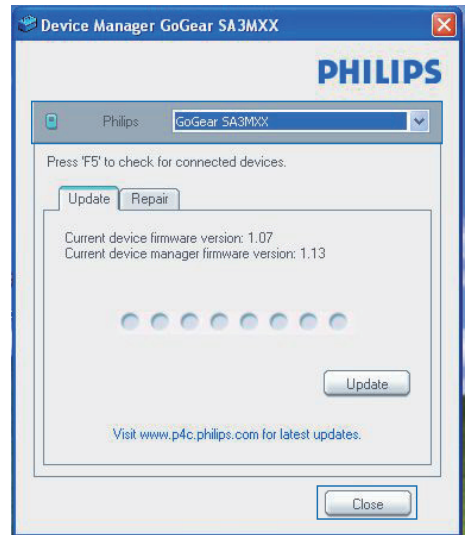 Device Manager GoGear SA3MXX
PHILIPS
Philips GoGear SA3MXX
Press 'F5' to check for connected devices.
Update Repair
Current device firmware version: 1.07
Current device manager firmware version: 1.13
Update
Visit www.p4c.philips.com for latest updates.
Close